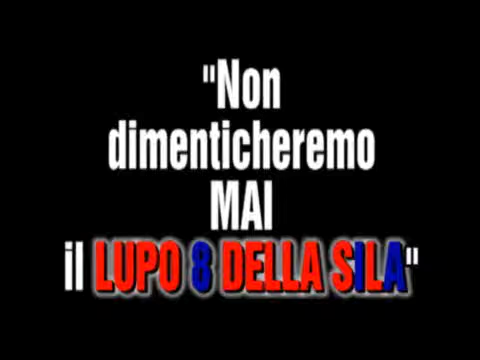 "Non
dimenticheremo
MAI
il LUPO 8 DELLA SILA"